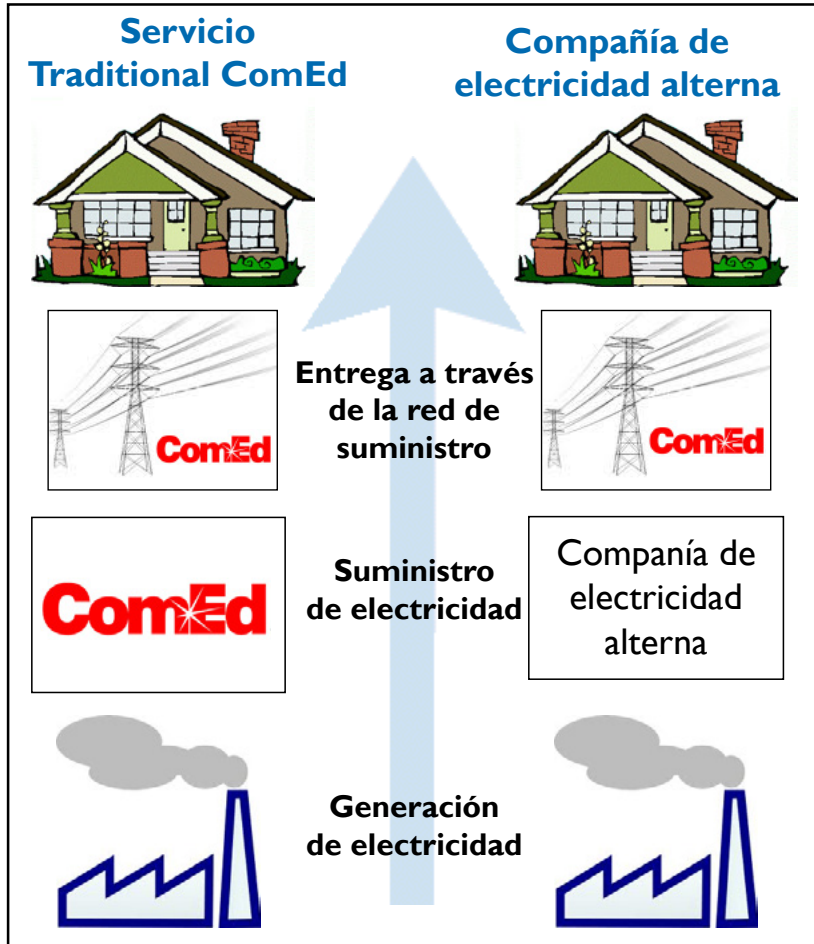 Servicio
Traditional ComEd
Compañía de
electricidad alterna
Entrega a través
de la red de
suministro
ComEd
ComEd
Suministro
de electricidad
ComEd
Companía de
electricidad
alterna
Generación
de electricidad